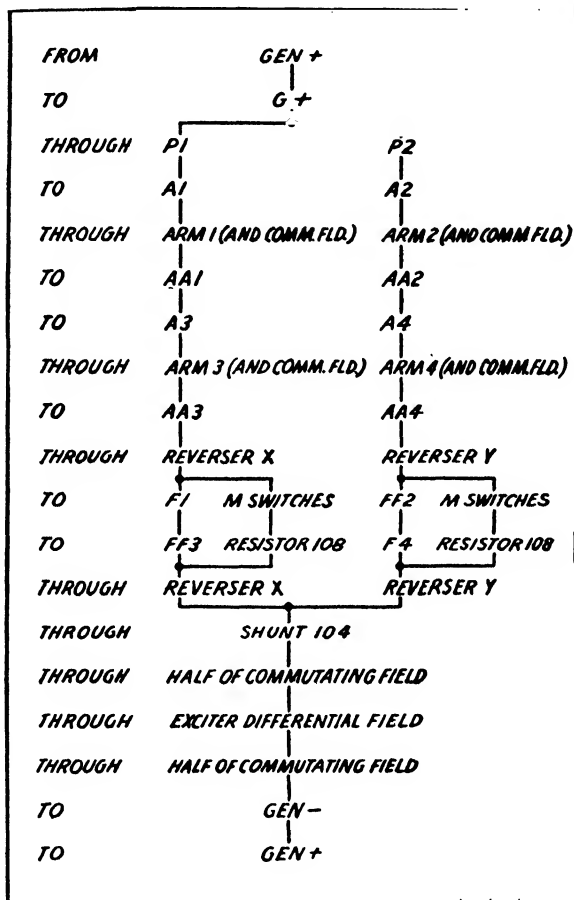 FROM GEN +
TO G +
THROUGH P1 P2
TO A1 A2
THROUGH ARM 1 (AND COMM. FLD.) ARM 2 (AND COMM. FLD.)
TO AA1 AA2
TO A3 A4
THROUGH ARM 3 (AND COMM. FLD.) ARM 4 (AND COMM. FLD.)
TO AA3 AA4
THROUGH REVERSER X REVERSER Y
TO F1 M SWITCHES FF2 M SWITCHES
TO FF3 RESISTOR 108 F4 RESISTOR 108
THROUGH REVERSER X REVERSER Y
THROUGH SHUNT 104
THROUGH HALF OF COMMUTATING FIELD
THROUGH EXCITER DIFFERENTIAL FIELD
THROUGH HALF OF COMMUTATING FIELD
TO GEN -
TO GEN +